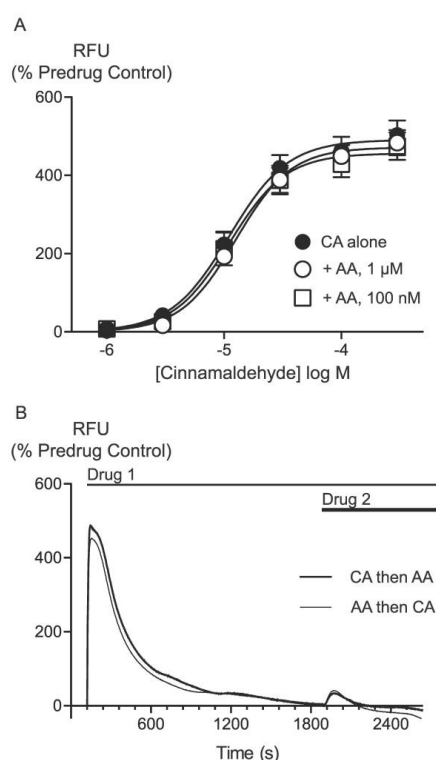 A
RFU
(% Predrug Control)
600
400
200
0
CA alone
+ AA, 1 µM
+ AA, 100 nM
-6 -5 -4
[Cinnamaldehyde] log M
B
RFU
(% Predrug Control)
600
Drug 1
Drug 2
400
CA then AA
AA then CA
200
0
600 1200 1800 2400
Time (s)